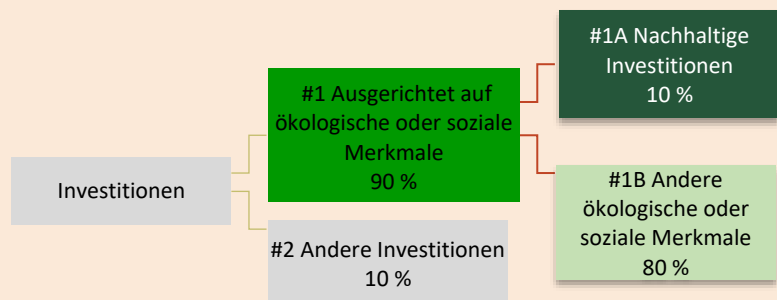 Investitionen
#1 Ausgerichtet auf
ökologische oder soziale
Merkmale
90 %
#2 Andere Investitionen
10 %
#1A Nachhaltige
Investitionen
10 %
#1B Andere
ökologische oder
soziale Merkmale
80 %